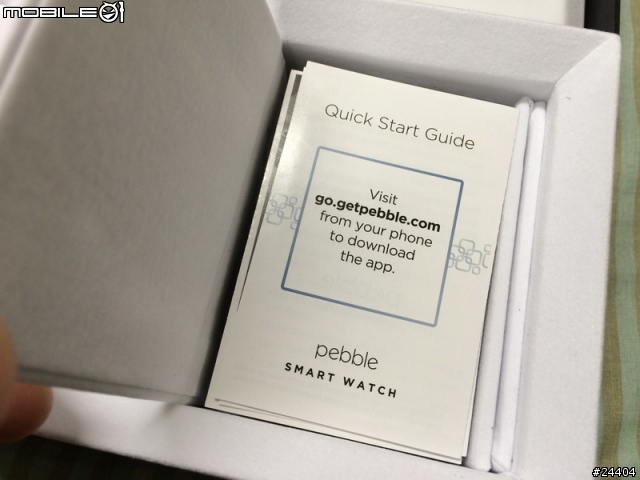 MOBILE01
Quick Start Guide
Visit
go.getpebble.com
from your phone
to download
the app.
pebble
SMART WATCH
#24404